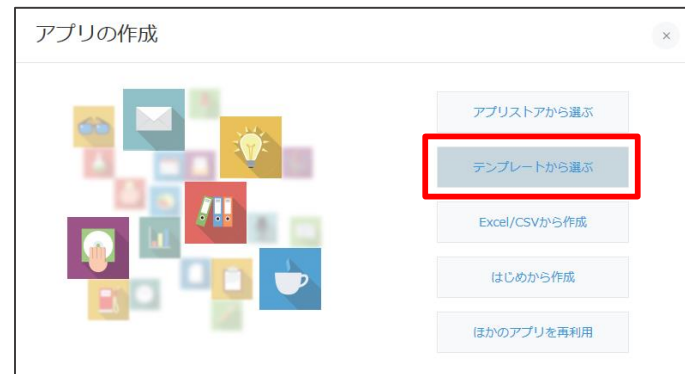 アプリの作成
×
アプリストアから選ぶ
テンプレートから選ぶ
Excel/CSVから作成
はじめから作成
ほかのアプリを再利用